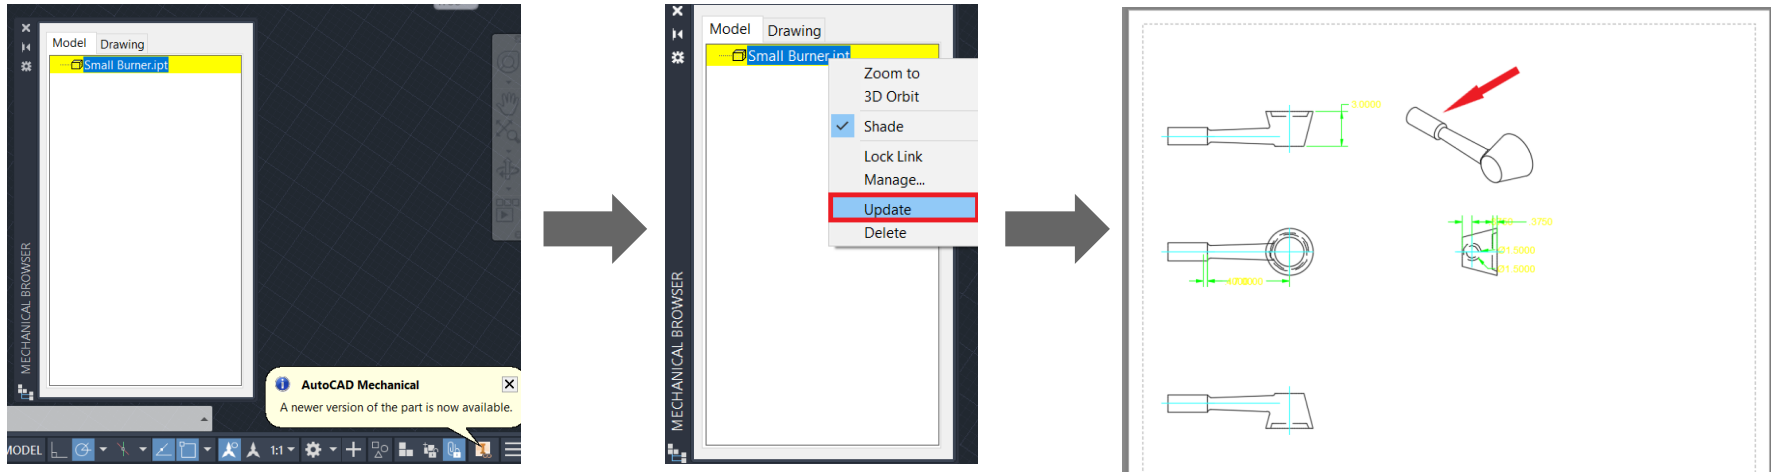 Model Drawing
Small Burner.ipt
MECHANICAL BROWSER
AutoCAD Mechanical
A newer version of the part is now available.
MODEL
1:1
Model Drawing
Small Burner.ipt
Zoom to
3D Orbit
Shade
Lock Link
Manage...
Update
Delete
MECHANICAL BROWSER
.3750